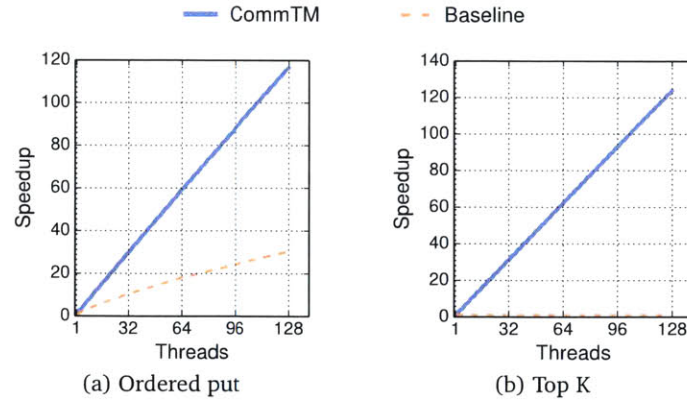 CommTM Baseline
120
100
80
60
40
20
0
Speedup
1 32 64 96 128
Threads
(a) Ordered put
140
120
100
80
60
40
20
0
Speedup
1 32 64 96 128
Threads
(b) Top K